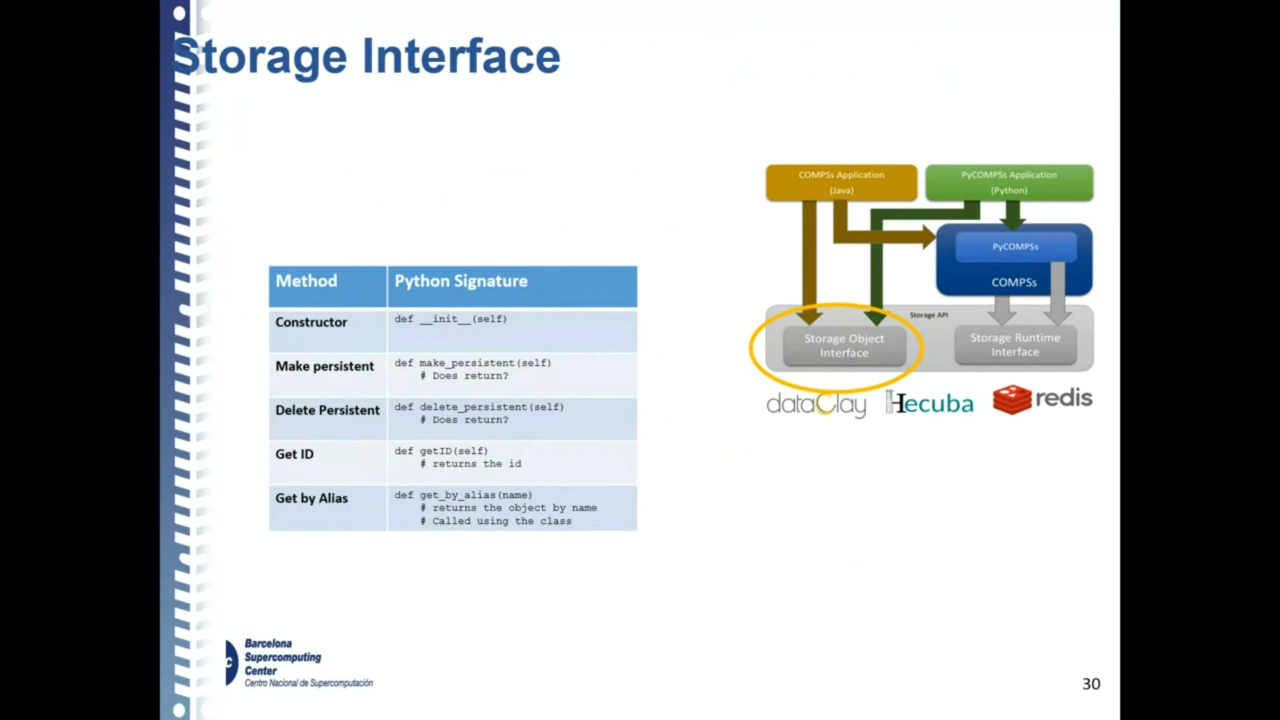 Storage Interface
Method Python Signature
Constructor def __init__(self)
Make persistent def make_persistent(self)
# Does return?
Delete Persistent def delete_persistent(self)
# Does return?
Get ID def getID(self)
# returns the id
Get by Alias def get_by_alias(name)
# returns the object by name
# Called using the class
COMPSs Application
(Java)
PyCOMPSs Application
(Python)
PyCOMPSs
COMPSs
Storage API
Storage Object
Interface
Storage Runtime
Interface
dataClay
Hecuba
redis
Barcelona
Supercomputing
Center
Centro Nacional de Supercomputación
30